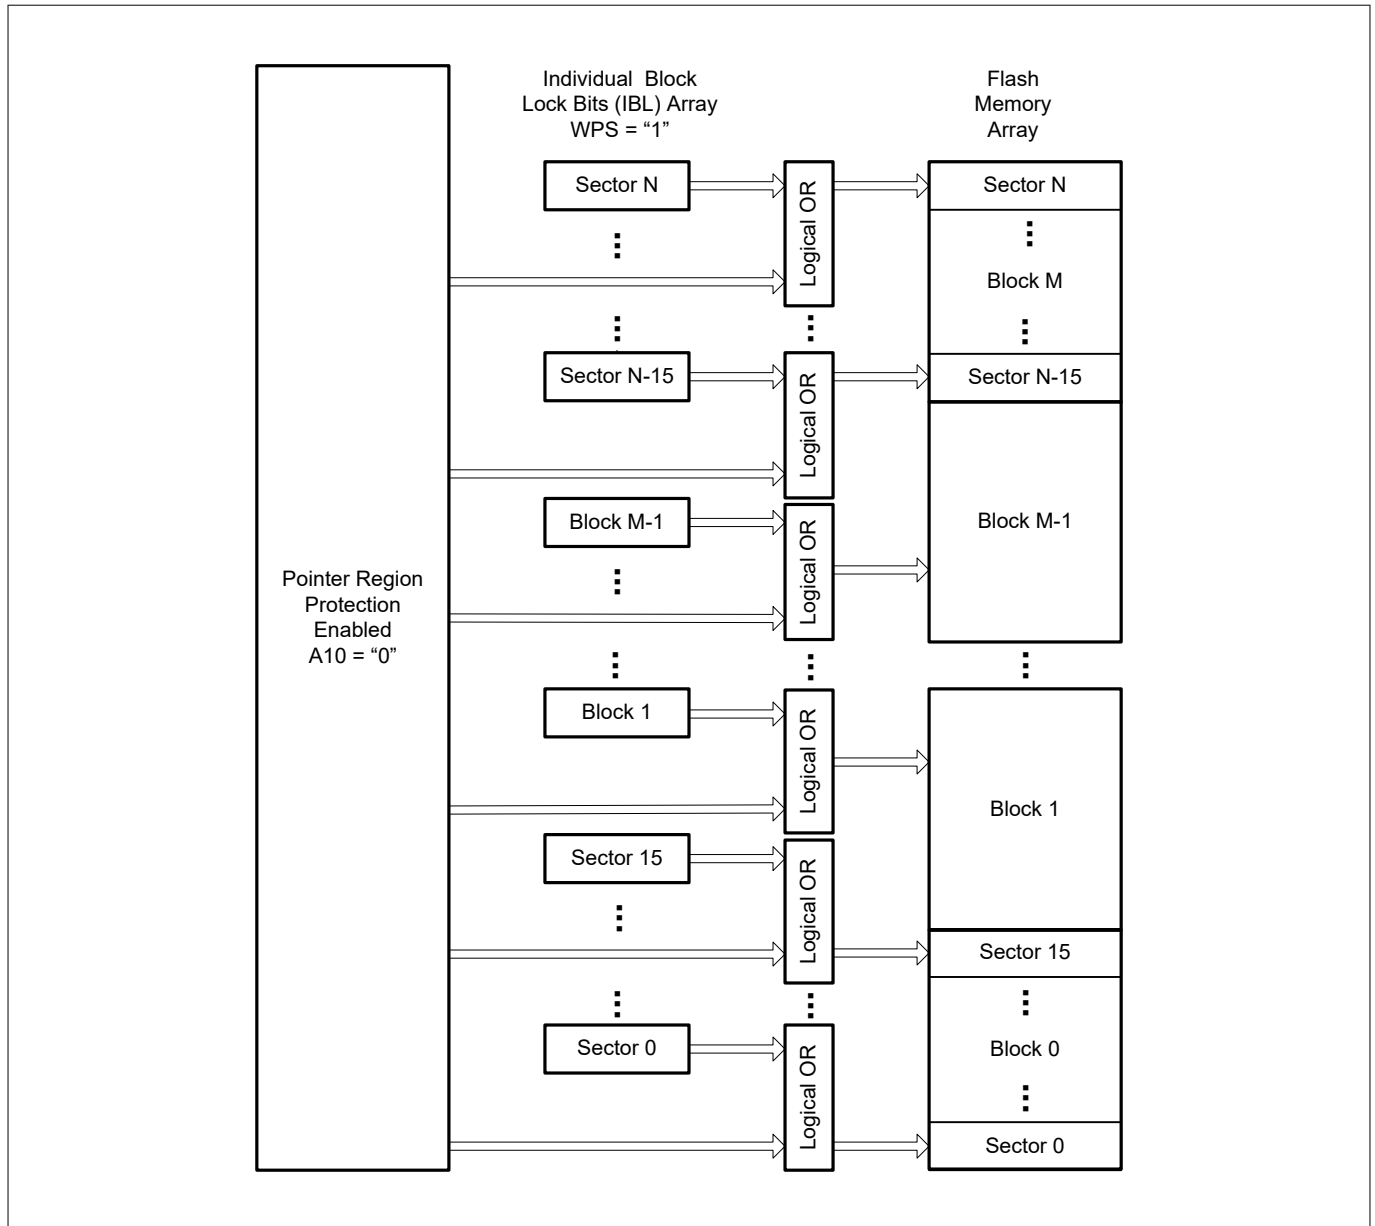 Individual Block
Lock Bits (IBL) Array
WPS = “1”
Flash
Memory
Array
Sector N
Logical OR
Sector N
Block M
Sector N-15
Logical OR
Sector N-15
Block M-1
Logical OR
Block M-1
Pointer Region
Protection
Enabled
A10 = “0”
Block 1
Logical OR
Block 1
Sector 15
Logical OR
Sector 15
Sector 0
Logical OR
Block 0
Sector 0